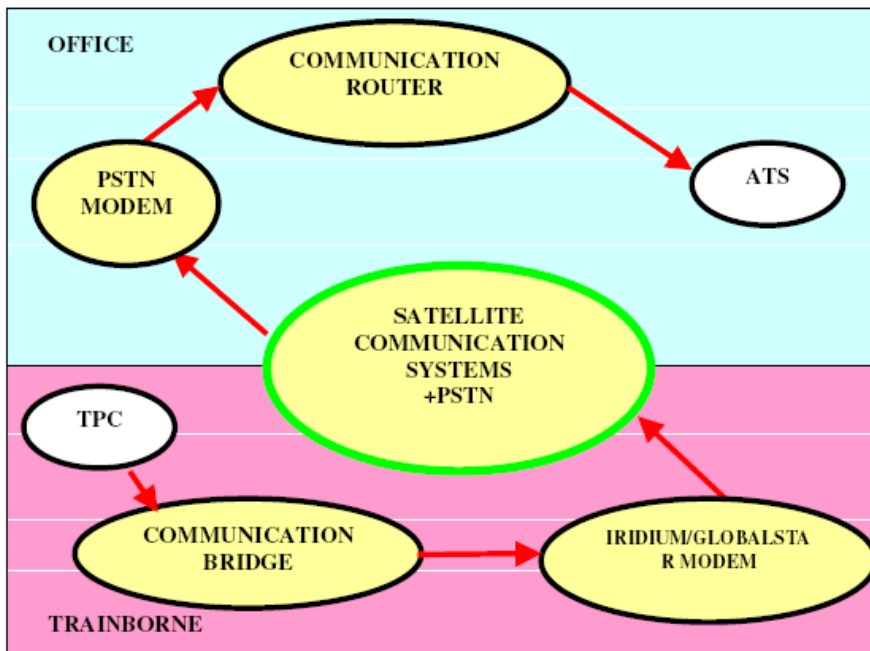 OFFICE
COMMUNICATION
ROUTER
PSTN
MODEM
ATS
SATELLITE
COMMUNICATION
SYSTEMS
+PSTN
TPC
COMMUNICATION
BRIDGE
IRIDIUM/GLOBALSTA
R MODEM
TRAINBORNE